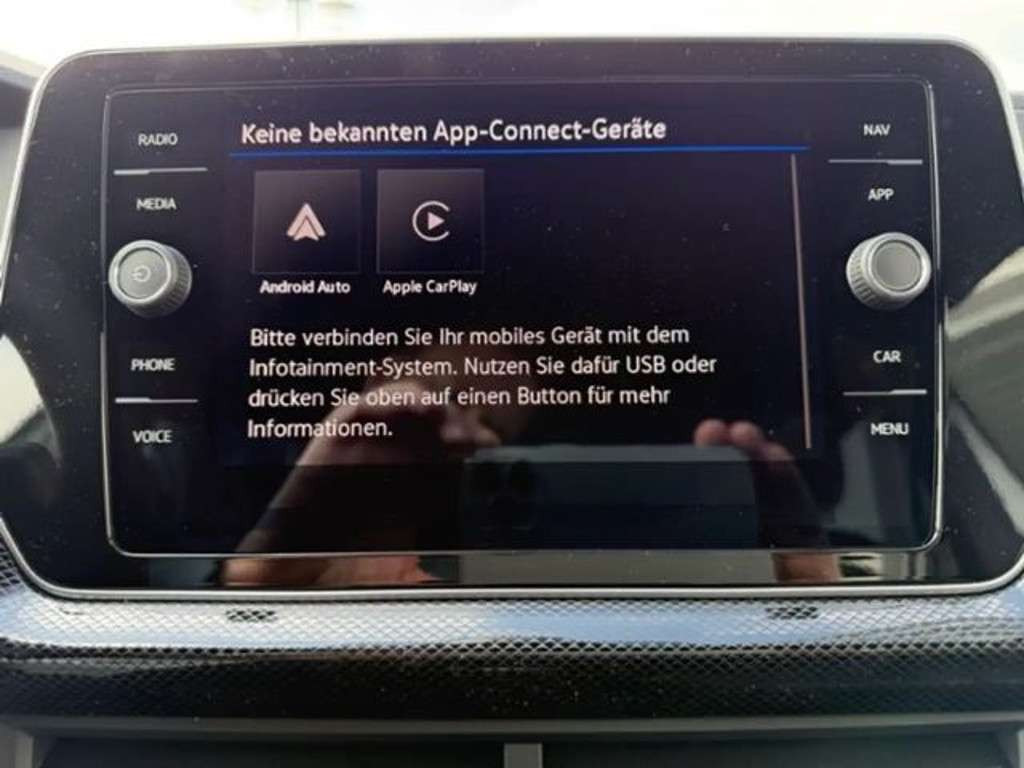 RADIO
MEDIA
PHONE
VOICE
Keine bekannten App-Connect-Geräte
Android Auto
Apple CarPlay
Bitte verbinden Sie Ihr mobiles Gerät mit dem
Infotainment-System. Nutzen Sie dafür USB oder
drücken Sie oben auf einen Button für mehr
Informationen.
NAV
APP
CAR
MENU